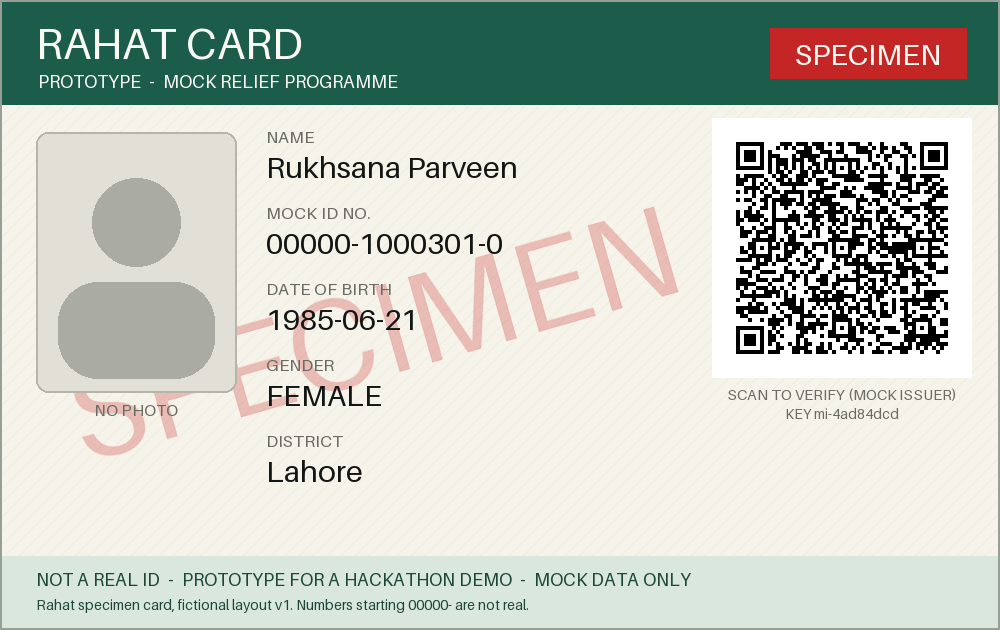 RAHAT CARD
PROTOTYPE - MOCK RELIEF PROGRAMME
SPECIMEN
NAME
Rukhsana Parveen
MOCK ID NO.
00000-1000301-0
DATE OF BIRTH
1985-06-21
GENDER
FEMALE
DISTRICT
Lahore
NO PHOTO
SPECIMEN
SCAN TO VERIFY (MOCK ISSUER)
KEY mi-4ad84dcd
NOT A REAL ID - PROTOTYPE FOR A HACKATHON DEMO - MOCK DATA ONLY
Rahat specimen card, fictional layout v1. Numbers starting 00000- are not real.